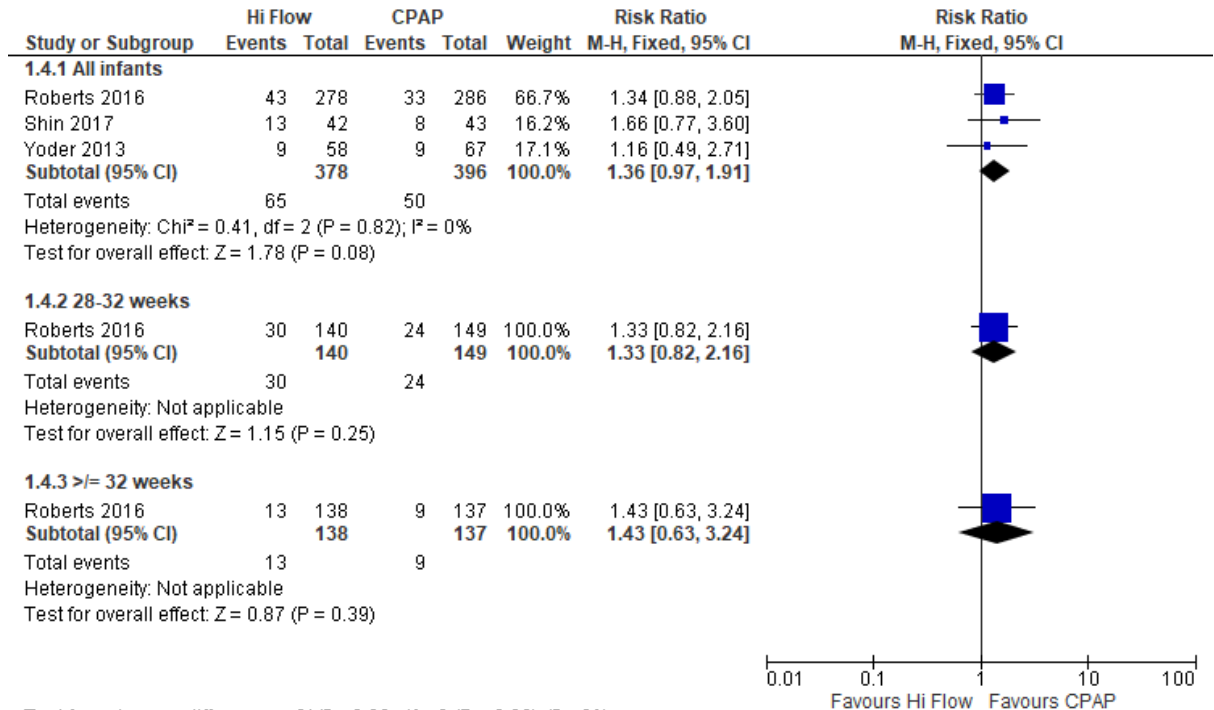 Hi Flow CPAP Risk Ratio Risk Ratio
Study or Subgroup Events Total Events Total Weight M-H, Fixed, 95% CI M-H, Fixed, 95% CI
1.4.1 All infants
Roberts 2016 43 278 33 286 66.7% 1.34 [0.88, 2.05]
Shin 2017 13 42 8 43 16.2% 1.66 [0.77, 3.60]
Yoder 2013 9 58 9 67 17.1% 1.16 [0.49, 2.71]
Subtotal (95% CI) 378 396 100.0% 1.36 [0.97, 1.91]
Total events 65 50
Heterogeneity: Chi² = 0.41, df = 2 (P = 0.82); I² = 0%
Test for overall effect: Z = 1.78 (P = 0.08)
1.4.2 28-32 weeks
Roberts 2016 30 140 24 149 100.0% 1.33 [0.82, 2.16]
Subtotal (95% CI) 140 149 100.0% 1.33 [0.82, 2.16]
Total events 30 24
Heterogeneity: Not applicable
Test for overall effect: Z = 1.15 (P = 0.25)
1.4.3 >/= 32 weeks
Roberts 2016 13 138 9 137 100.0% 1.43 [0.63, 3.24]
Subtotal (95% CI) 138 137 100.0% 1.43 [0.63, 3.24]
Total events 13 9
Heterogeneity: Not applicable
Test for overall effect: Z = 0.87 (P = 0.39)
0.01 0.1 1 10 100
Favours Hi Flow Favours CPAP